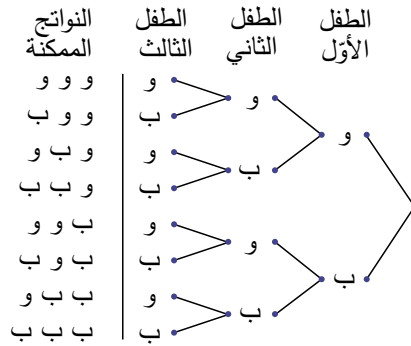 الطفل الأوّل
و
ب
الطفل الثاني
و
ب
و
ب
الطفل الثالث
و
ب
و
ب
و
ب
و
ب
النواتج الممكنة
و و و
و و ب
و ب و
و ب ب
ب و و
ب و ب
ب ب و
ب ب ب